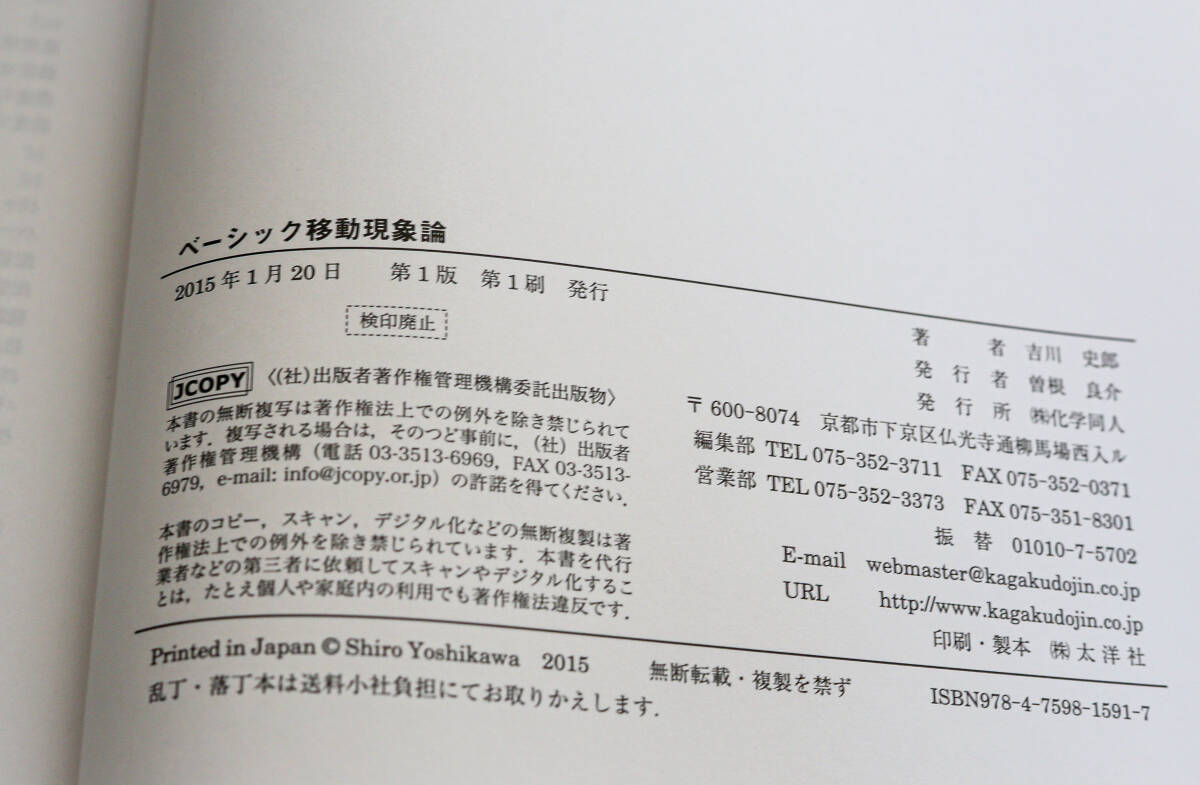 ベーシック移動現象論
2015年1月20日　第1版　第1刷　発行
検印廃止
JCOPY 〈(社)出版者著作権管理機構委託出版物〉
本書の無断複写は著作権法上での例外を除き禁じられて
います．複写される場合は，そのつど事前に，(社)出版者
著作権管理機構（電話 03-3513-6969，FAX 03-3513-
6979，e-mail: info@jcopy.or.jp）の許諾を得てください．
本書のコピー，スキャン，デジタル化などの無断複製は著
作権法上での例外を除き禁じられています．本書を代行
業者などの第三者に依頼してスキャンやデジタル化するこ
とは，たとえ個人や家庭内の利用でも著作権法違反です．
著　者　吉川　史郎
発行者　曽根　良介
発行所　㈱化学同人
〒600-8074　京都市下京区仏光寺通柳馬場西入ル
編集部 TEL 075-352-3711 FAX 075-352-0371
営業部 TEL 075-352-3373 FAX 075-351-8301
振替 01010-7-5702
E-mail webmaster@kagakudojin.co.jp
URL http://www.kagakudojin.co.jp
印刷・製本　㈱太洋社
Printed in Japan © Shiro Yoshikawa 2015　無断転載・複製を禁ず　ISBN978-4-7598-1591-7
乱丁・落丁本は送料小社負担にてお取りかえします．